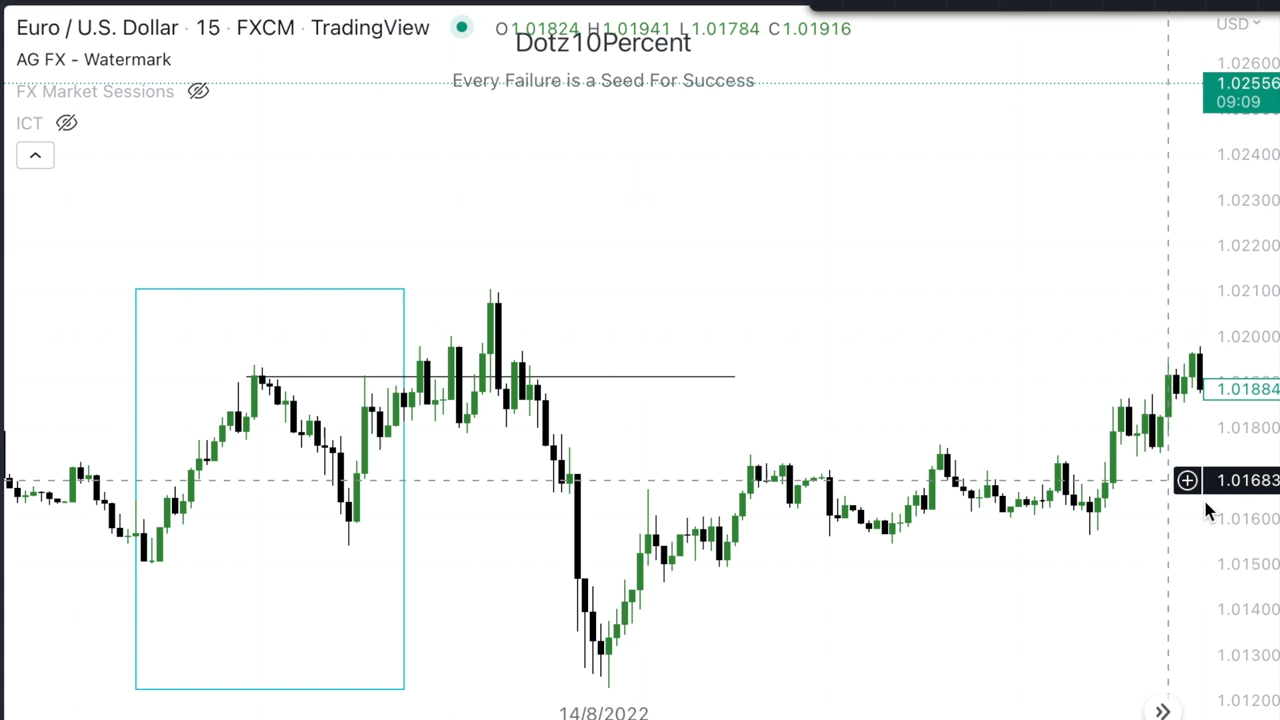 Euro / U.S. Dollar · 15 · FXCM · TradingView O1.01824 H1.01941 L1.01784 C1.01916
Dotz10Percent
AG FX - Watermark
Every Failure is a Seed For Success
FX Market Sessions
ICT
USD
1.02600
1.02556
09:09
1.02400
1.02300
1.02200
1.02100
1.02000
1.01884
1.01800
1.01683
1.01600
1.01500
1.01400
1.01300
1.01200
14/8/2022